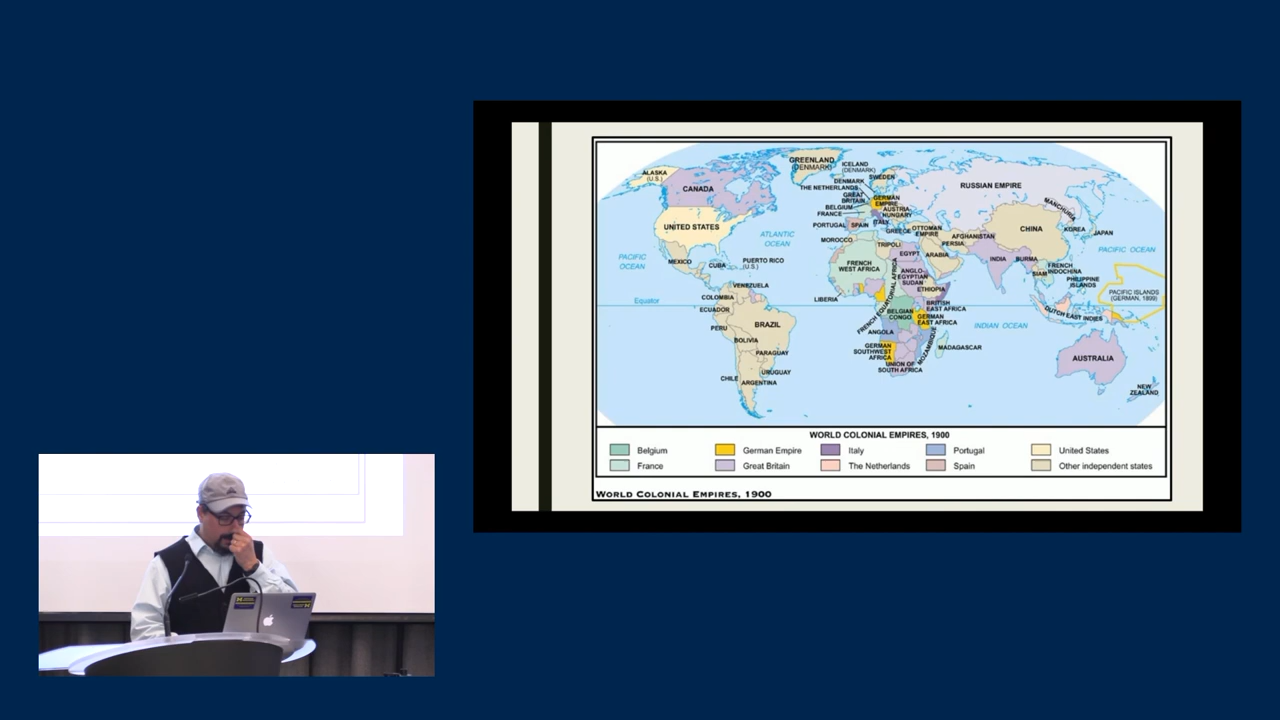 GREENLAND
(DENMARK)
ICELAND
(DENMARK)
ALASKA
(U.S.)
CANADA
DENMARK
SWEDEN
THE NETHERLANDS
GREAT
BRITAIN
BELGIUM
GERMAN
EMPIRE
FRANCE
AUSTRIA
HUNGARY
RUSSIAN EMPIRE
MANCHURIA
UNITED STATES
ATLANTIC
OCEAN
PORTUGAL
SPAIN
ITALY
GREECE
OTTOMAN
EMPIRE
AFGHANISTAN
PERSIA
CHINA
KOREA
JAPAN
PACIFIC OCEAN
PACIFIC
OCEAN
MEXICO
CUBA
PUERTO RICO
(U.S.)
MOROCCO
TRIPOLI
EGYPT
ARABIA
FRENCH
WEST AFRICA
ANGLO-
EGYPTIAN
SUDAN
INDIA
BURMA
SIAM
FRENCH
INDOCHINA
PHILIPPINE
ISLANDS
PACIFIC ISLANDS
(GERMAN, 1899)
VENEZUELA
COLOMBIA
LIBERIA
ETHIOPIA
Equator
ECUADOR
FRENCH EQUATORIAL AFRICA
BELGIAN
CONGO
BRITISH
EAST AFRICA
GERMAN
EAST AFRICA
DUTCH EAST INDIES
INDIAN OCEAN
PERU
BRAZIL
ANGOLA
BOLIVIA
GERMAN
SOUTHWEST
AFRICA
MOZAMBIQUE
MADAGASCAR
PARAGUAY
UNION OF
SOUTH AFRICA
AUSTRALIA
CHILE
URUGUAY
ARGENTINA
NEW
ZEALAND
WORLD COLONIAL EMPIRES, 1900
Belgium
German Empire
Italy
Portugal
United States
France
Great Britain
The Netherlands
Spain
Other independent states
WORLD COLONIAL EMPIRES, 1900